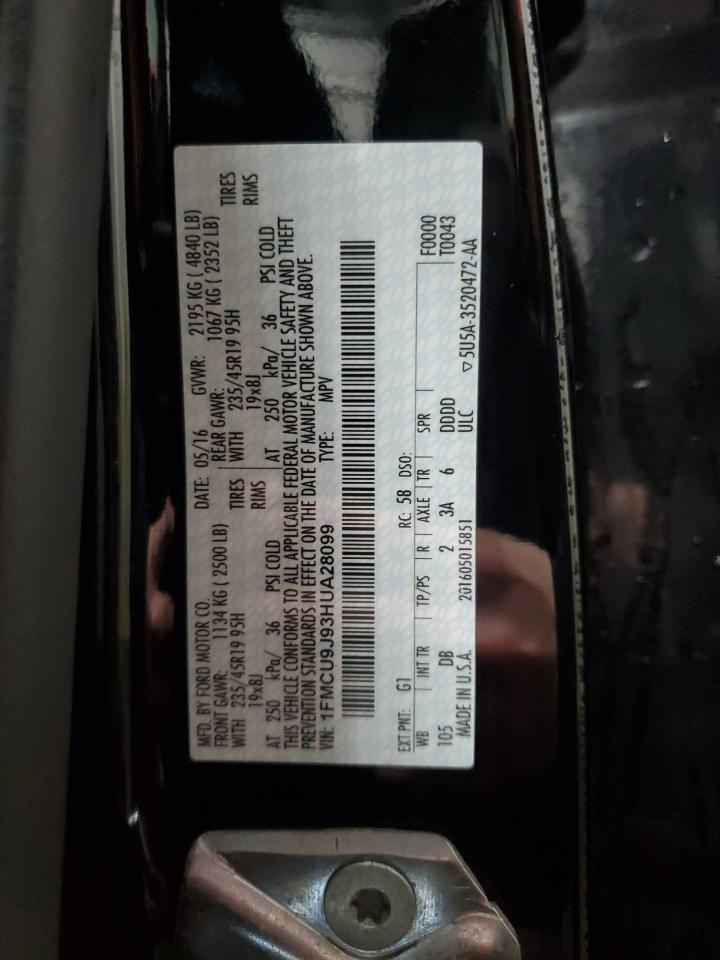 MFD. BY FORD MOTOR CO. DATE: 05/16 GVWR: 2195 KG ( 4840 LB)
FRONT GAWR: 1134 KG ( 2500 LB) REAR GAWR: 1067 KG ( 2352 LB)
WITH 235/45R19 95H TIRES WITH 235/45R19 95H TIRES
19x8J RIMS 19x8J RIMS
AT 250 kPa/ 36 PSI COLD AT 250 kPa/ 36 PSI COLD
THIS VEHICLE CONFORMS TO ALL APPLICABLE FEDERAL MOTOR VEHICLE SAFETY AND THEFT
PREVENTION STANDARDS IN EFFECT ON THE DATE OF MANUFACTURE SHOWN ABOVE.
VIN: 1FMCU9J93HUA28099 TYPE: MPV
F0000
EXT PNT: G1 RC: 58 DSO: T0043
WB INT TR TP/PS R AXLE TR SPR
105 DB 2 3A 6 DDDD
MADE IN U.S.A. 201605015851 ULC ▽5U5A-3520472-AA